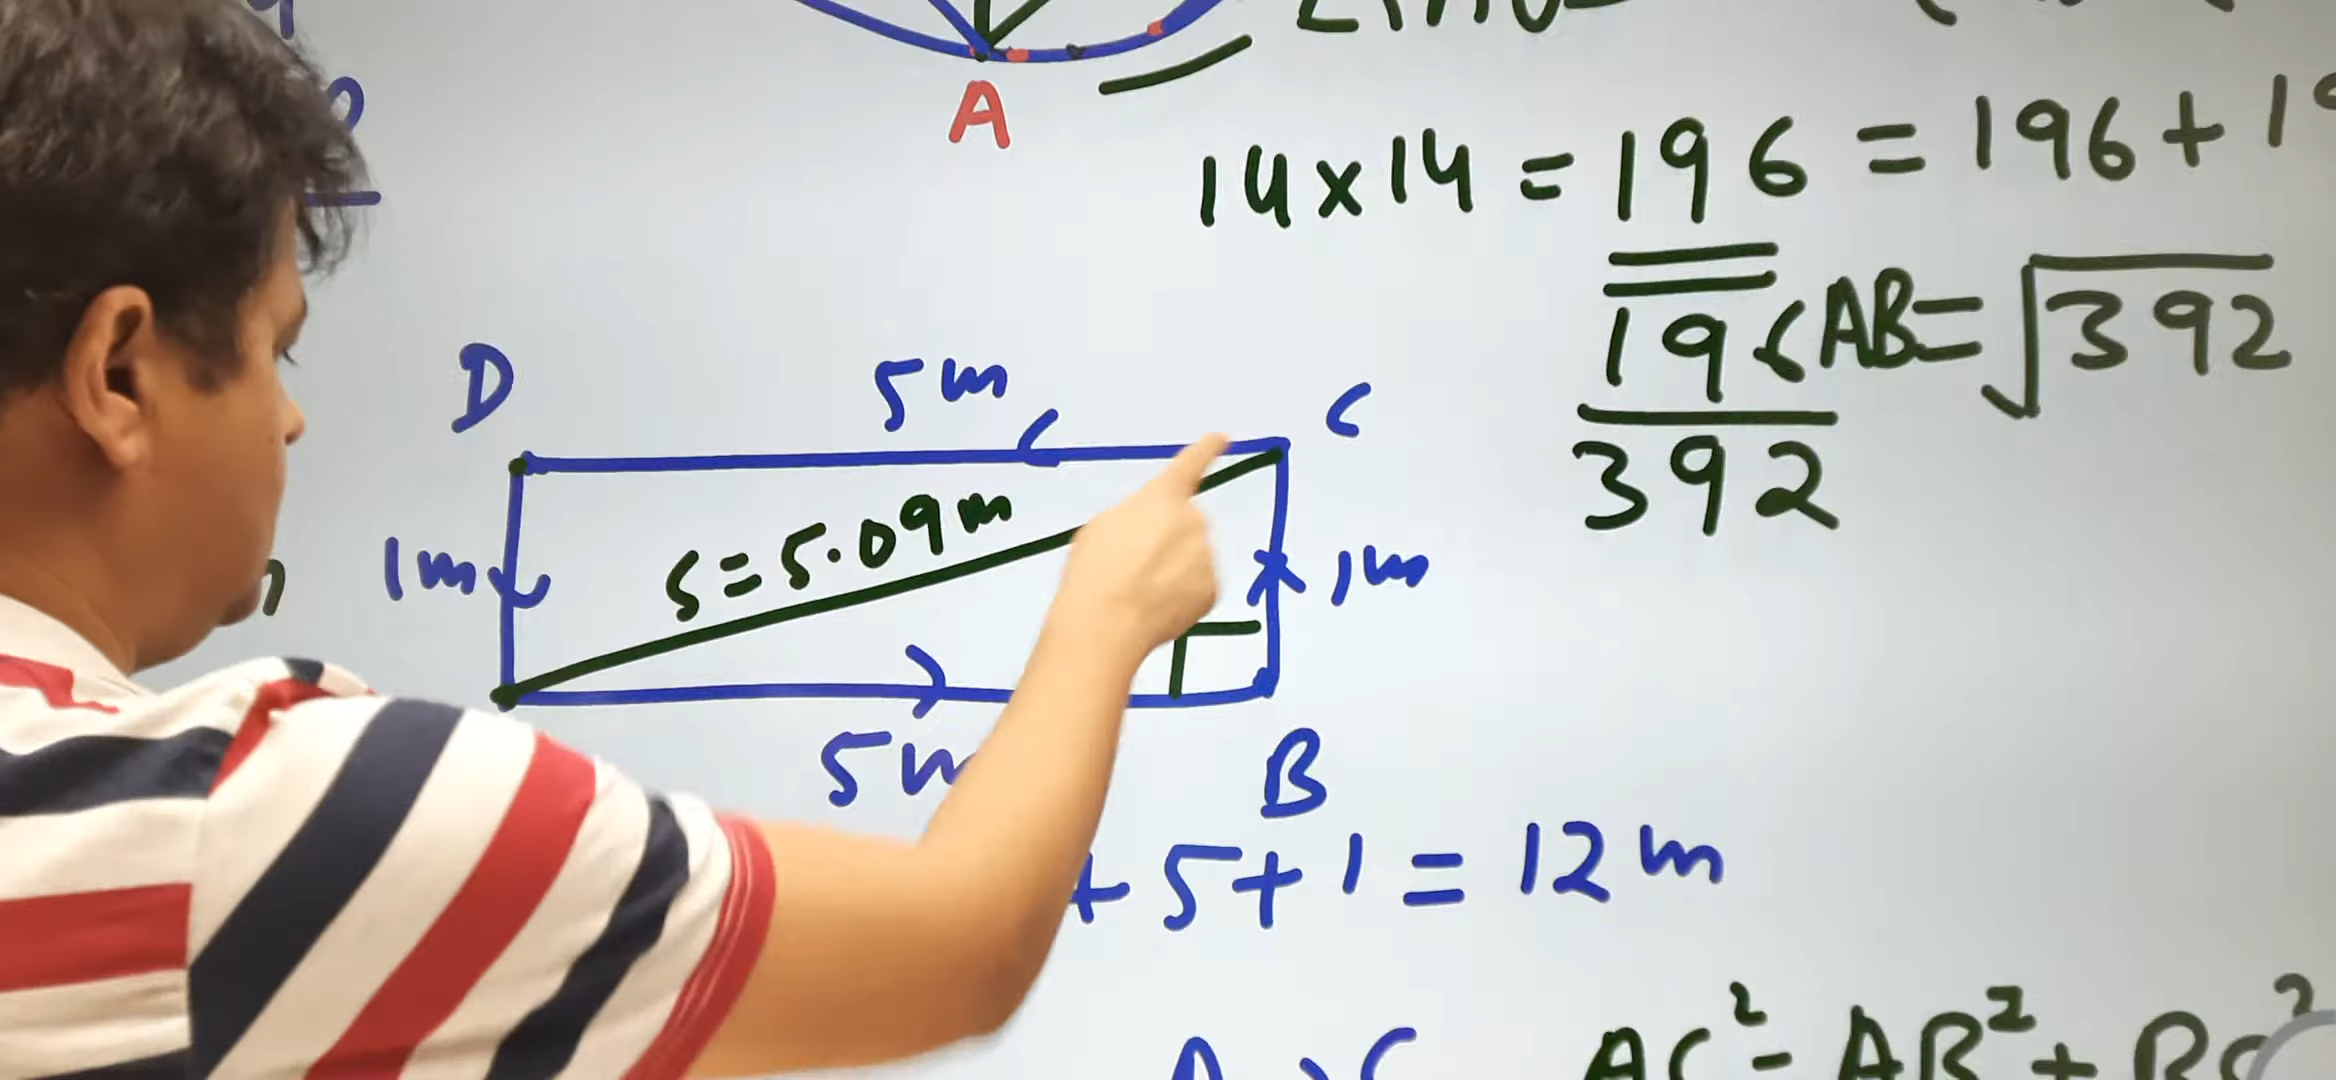 A
14 x 14 = 196 = 196 + 1
196
392
AB = √392
D
5m
C
1m
S = 5.09m
1m
5m
B
+ 5 + 1 = 12 m
AC² = AB² + BC²